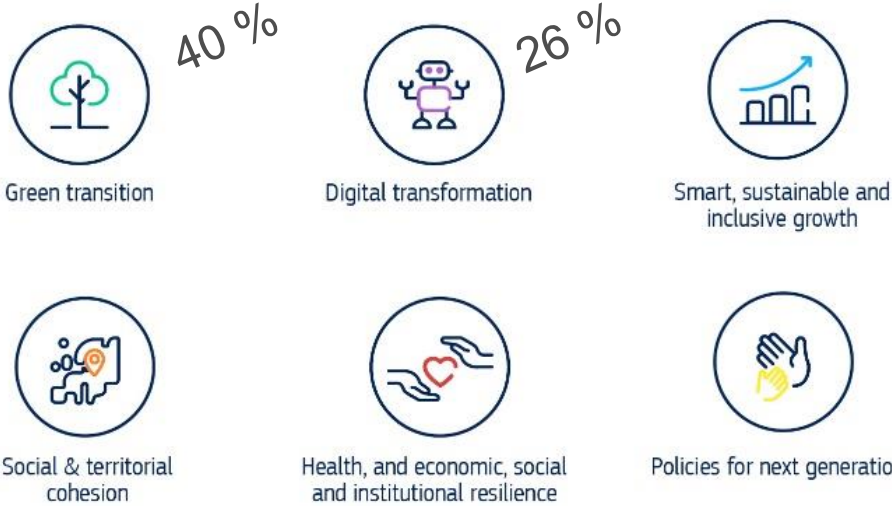 40 %
26 %
Green transition
Digital transformation
Smart, sustainable and
inclusive growth
Social & territorial
cohesion
Health, and economic, social
and institutional resilience
Policies for next generatio